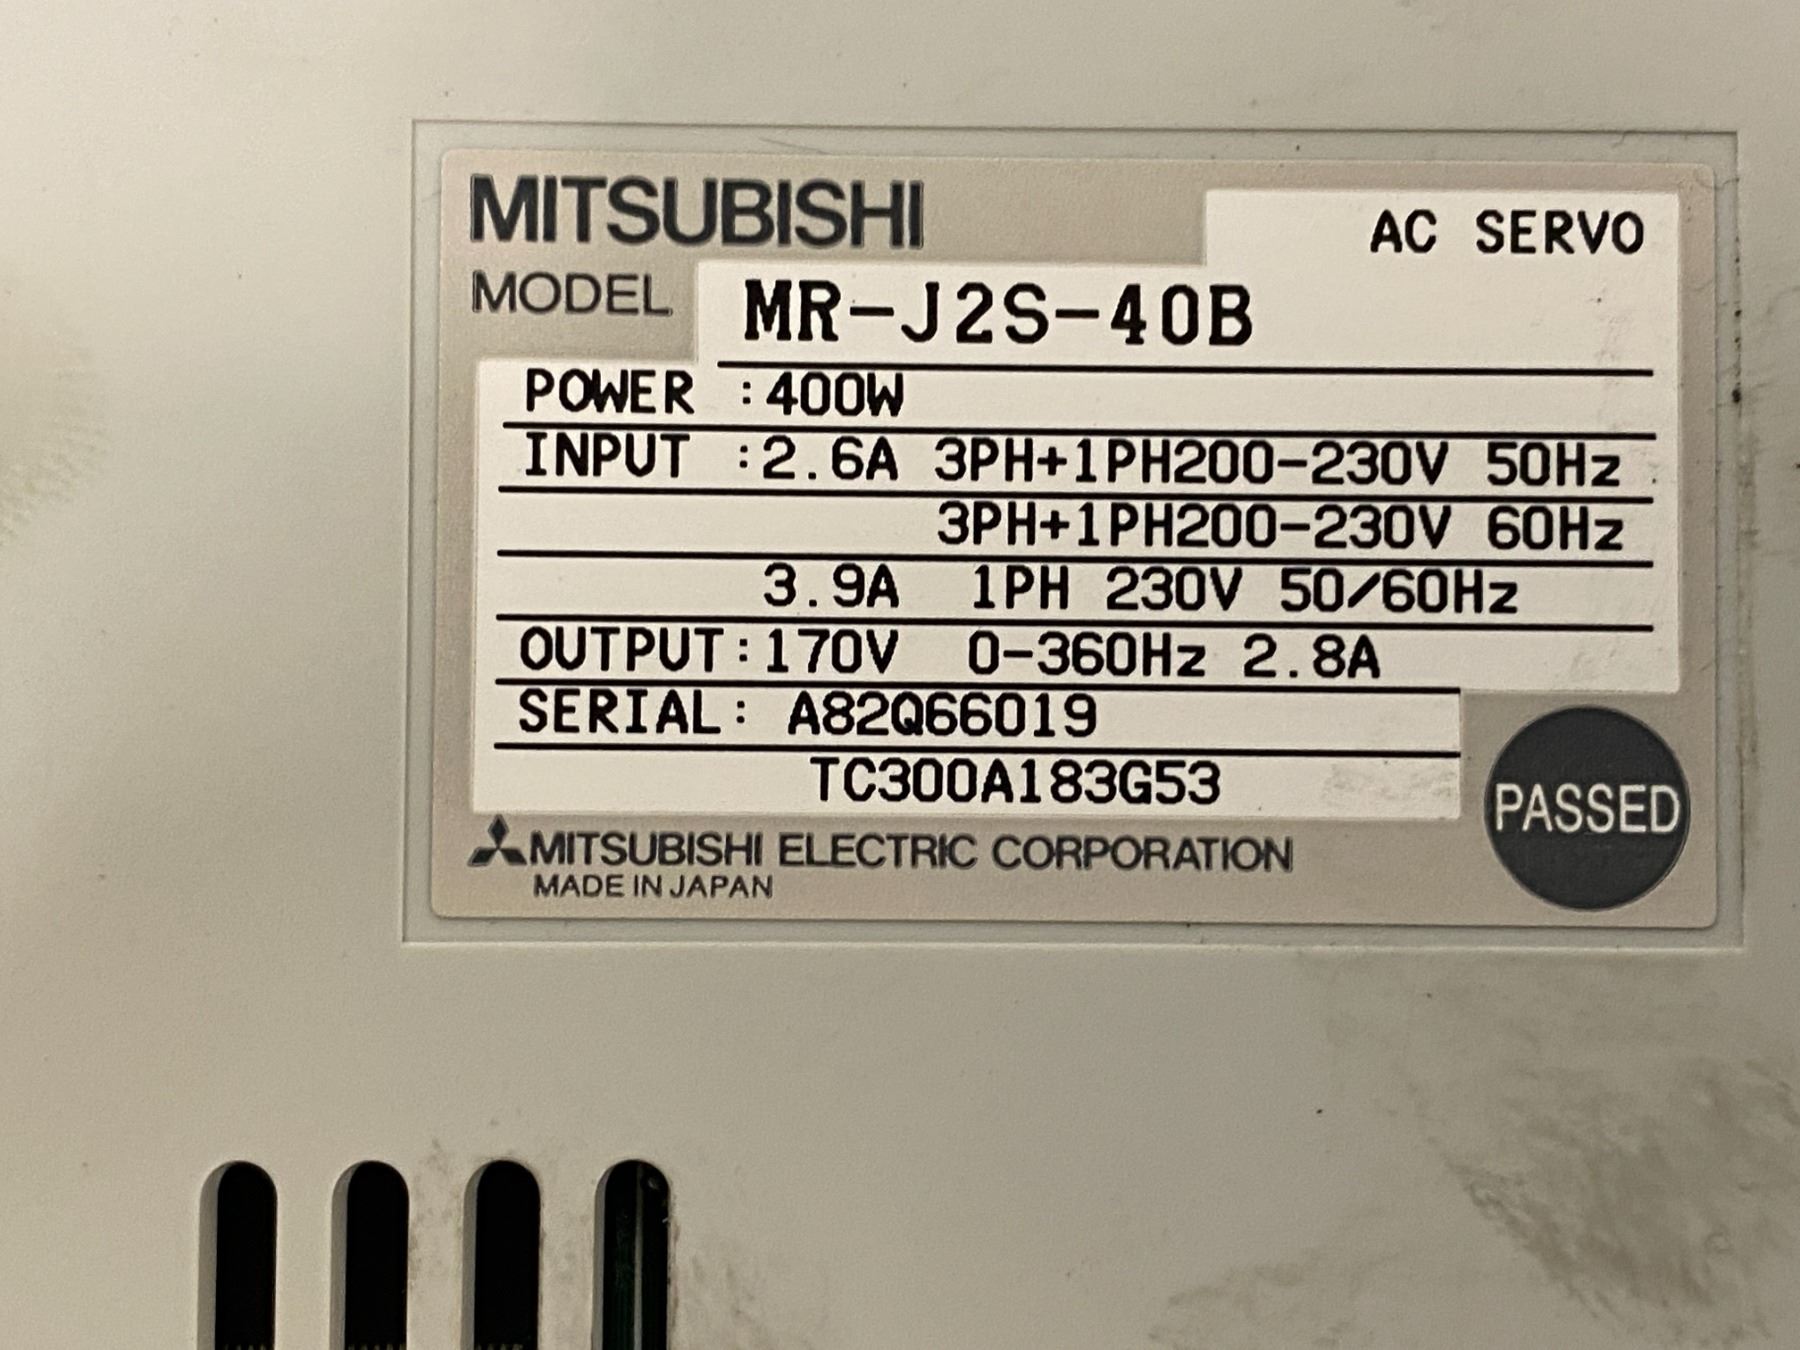 MITSUBISHI
AC SERVO
MODEL MR-J2S-40B
POWER :400W
INPUT :2.6A 3PH+1PH200-230V 50Hz
3PH+1PH200-230V 60Hz
3.9A 1PH 230V 50/60Hz
OUTPUT:170V 0-360Hz 2.8A
SERIAL: A82Q66019
TC300A183G53
PASSED
MITSUBISHI ELECTRIC CORPORATION
MADE IN JAPAN